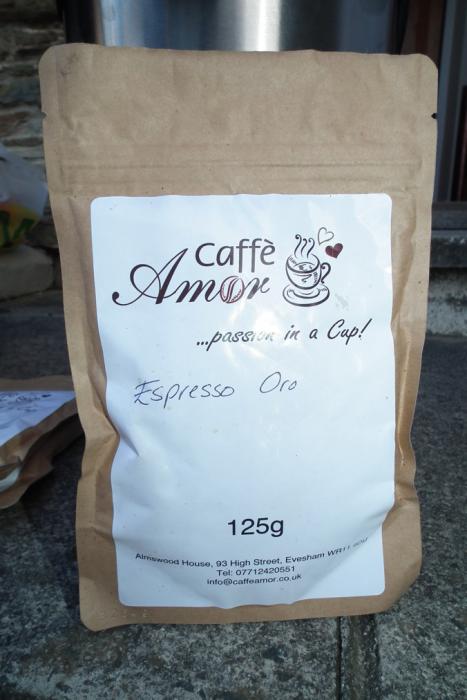 Caffè
Amor
...passion in a Cup!
Espresso Oro
125g
Almswood House, 93 High Street, Evesham WR11
Tel: 07712420551
info@caffeamor.co.uk